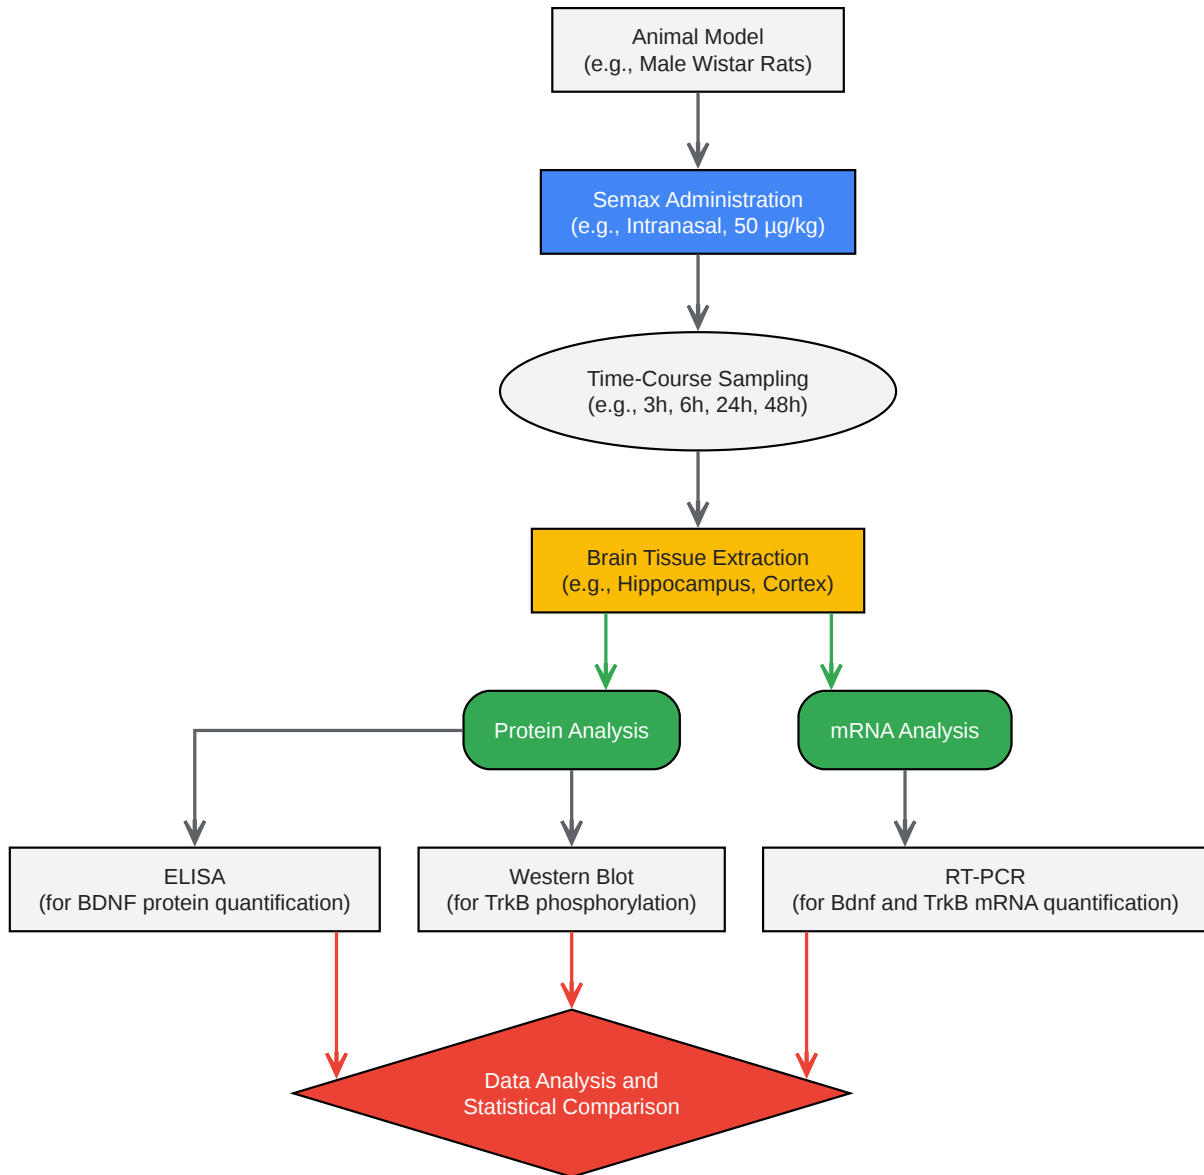 Animal Model
(e.g., Male Wistar Rats)
Semax Administration
(e.g., Intranasal, 50 µg/kg)
Time-Course Sampling
(e.g., 3h, 6h, 24h, 48h)
Brain Tissue Extraction
(e.g., Hippocampus, Cortex)
Protein Analysis
mRNA Analysis
ELISA
(for BDNF protein quantification)
Western Blot
(for TrkB phosphorylation)
RT-PCR
(for Bdnf and TrkB mRNA quantification)
Data Analysis and
Statistical Comparison